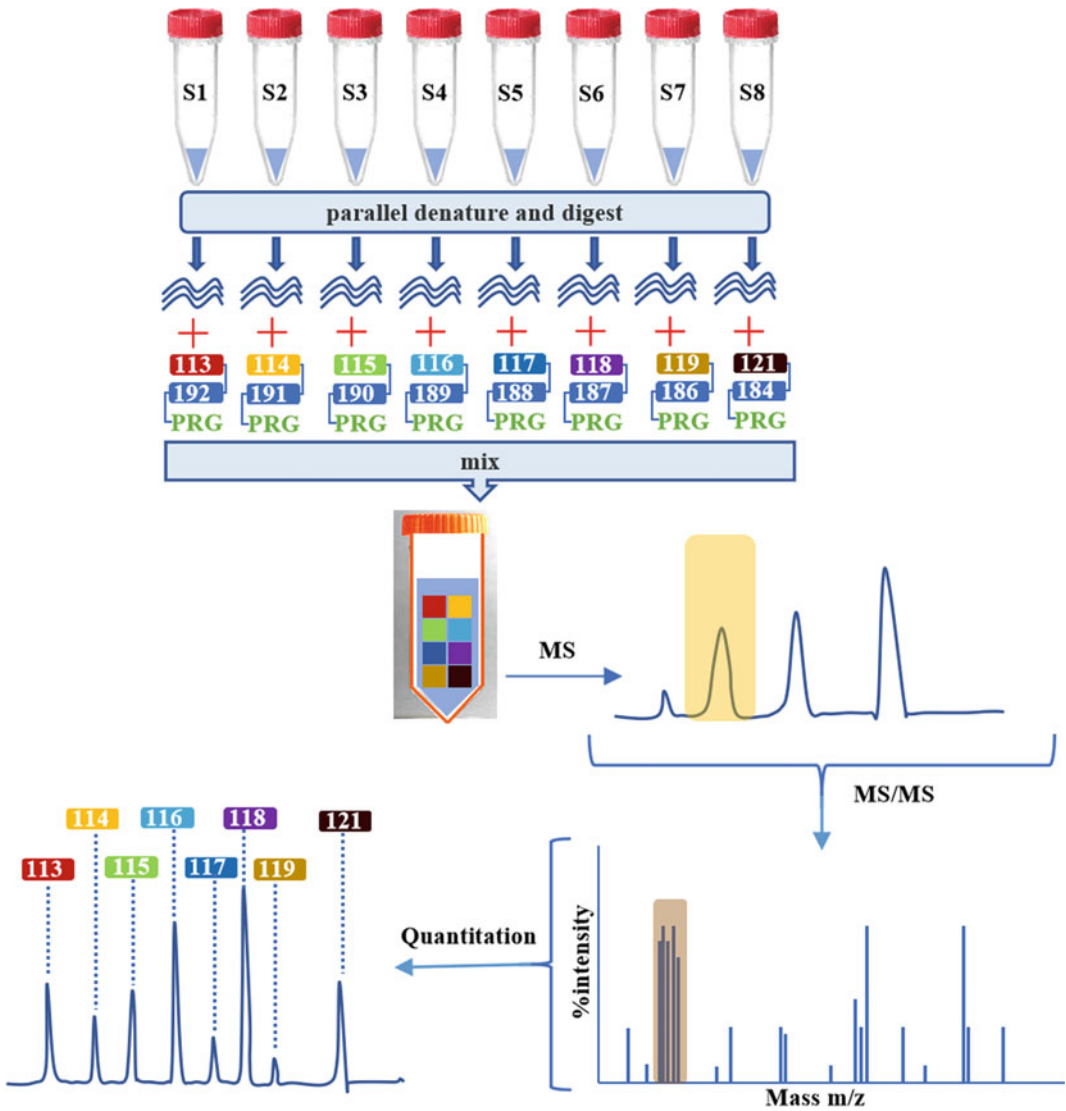 S1 S2 S3 S4 S5 S6 S7 S8
parallel denature and digest
113 114 115 116 117 118 119 121
192 191 190 189 188 187 186 184
PRG PRG PRG PRG PRG PRG PRG PRG
mix
MS
MS/MS
114 116 118 121
113 115 117 119
Quantitation
%intensity
Mass m/z